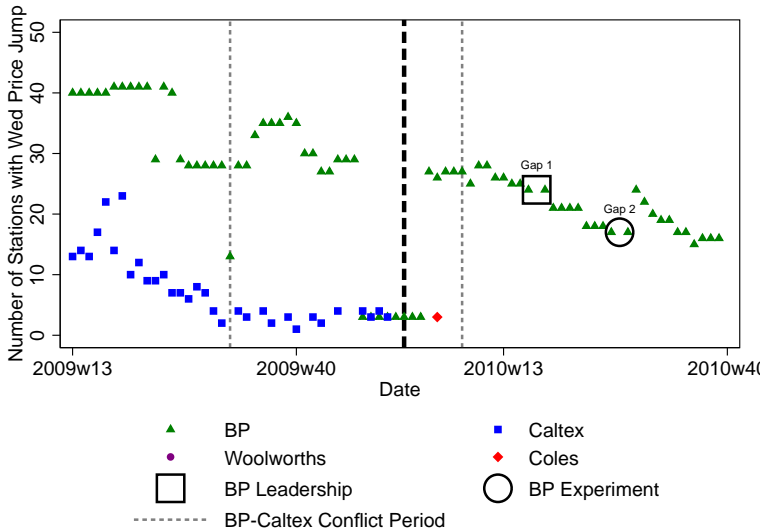 Number of Stations with Wed Price Jump
50
40
30
20
10
0
Gap 1
Gap 2
2009w13 2009w40 2010w13 2010w40
Date
BP Caltex
Woolworths Coles
BP Leadership BP Experiment
BP-Caltex Conflict Period